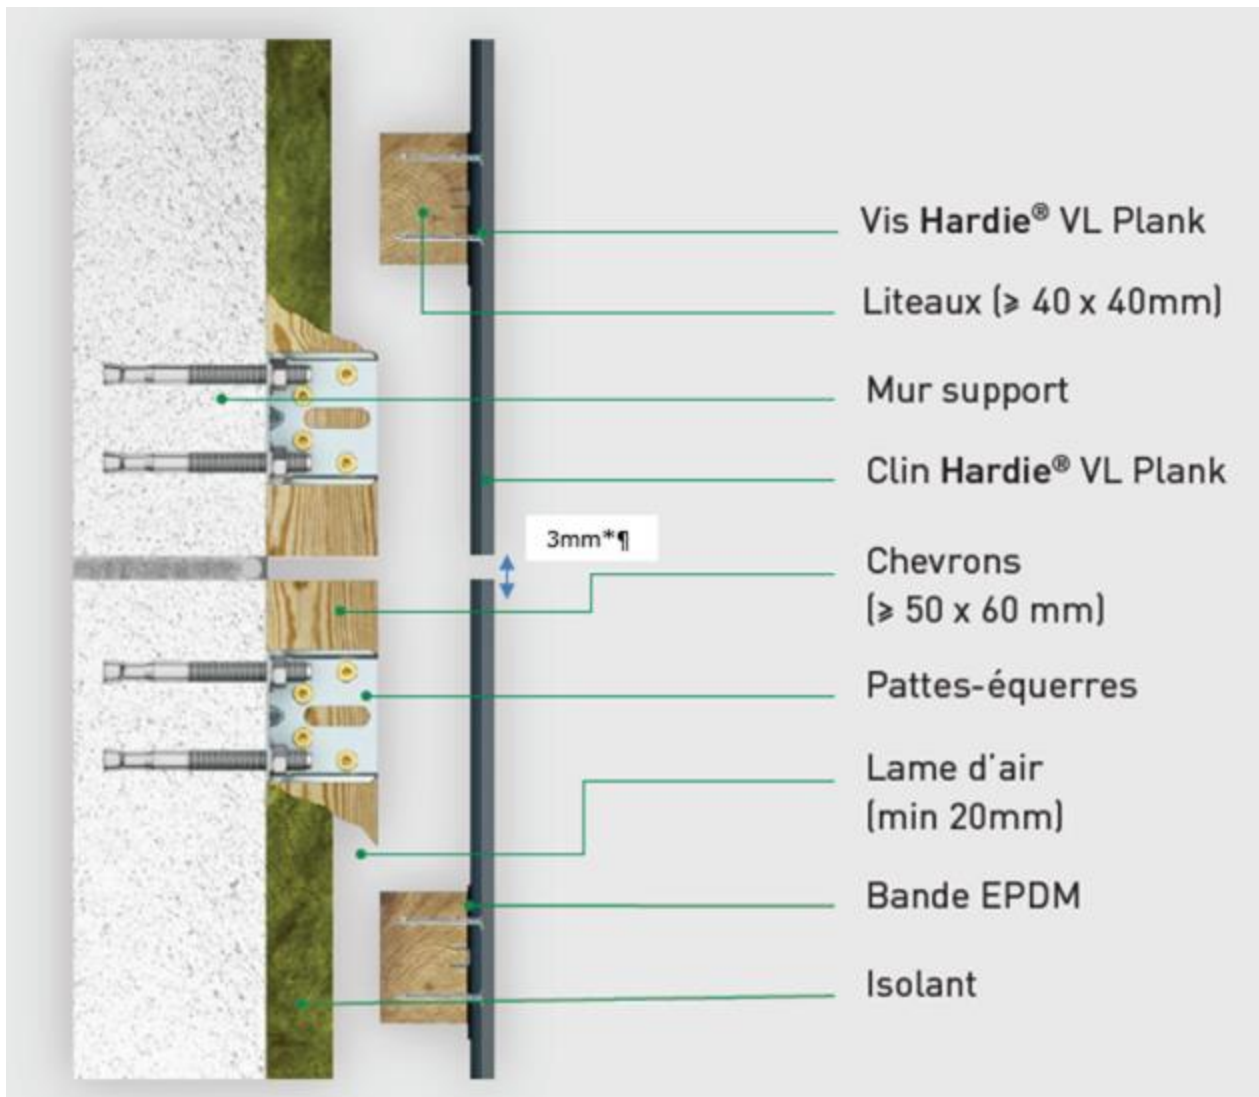 Vis Hardie® VL Plank
Liteaux (≥ 40 x 40mm)
Mur support
Clin Hardie® VL Plank
3mm*¶
Chevrons
(≥ 50 x 60 mm)
Pattes-équerres
Lame d'air
(min 20mm)
Bande EPDM
Isolant